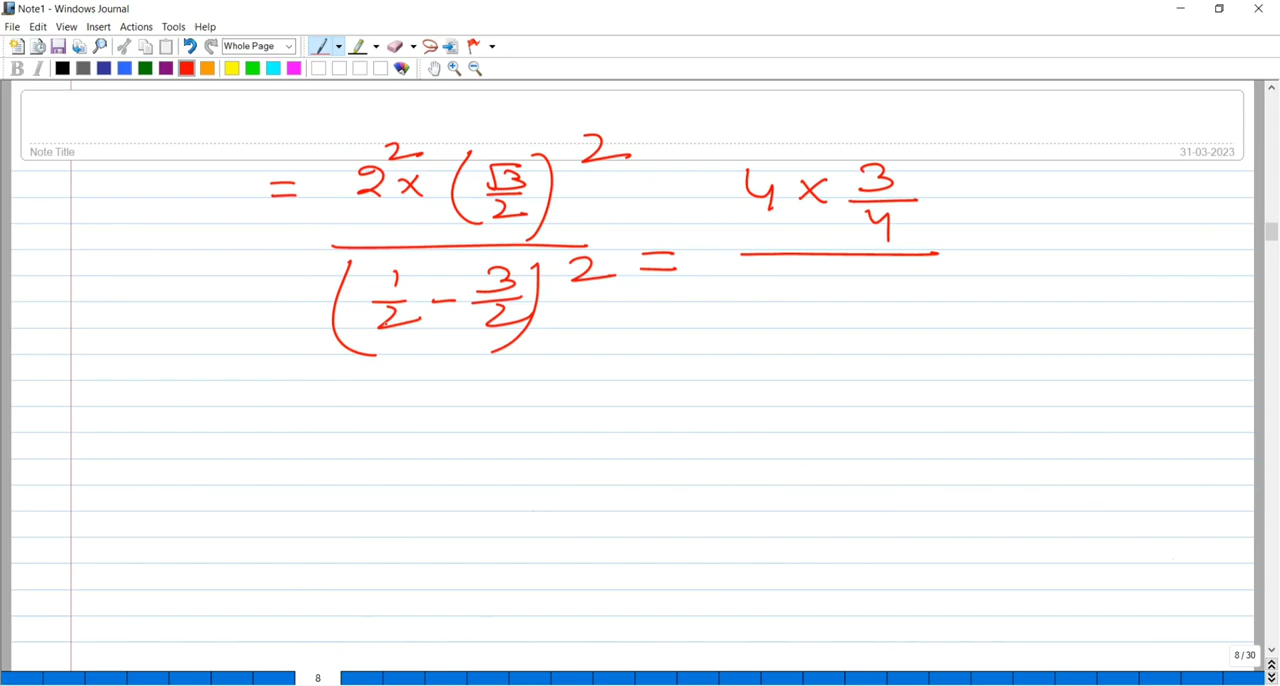 Note1 - Windows Journal
File Edit View Insert Actions Tools Help
Whole Page
B I
Note Title 31-03-2023
= 2² × (√3/2)² / (1/2 - 3/2)² = 4 × 3/4
8 / 30
8